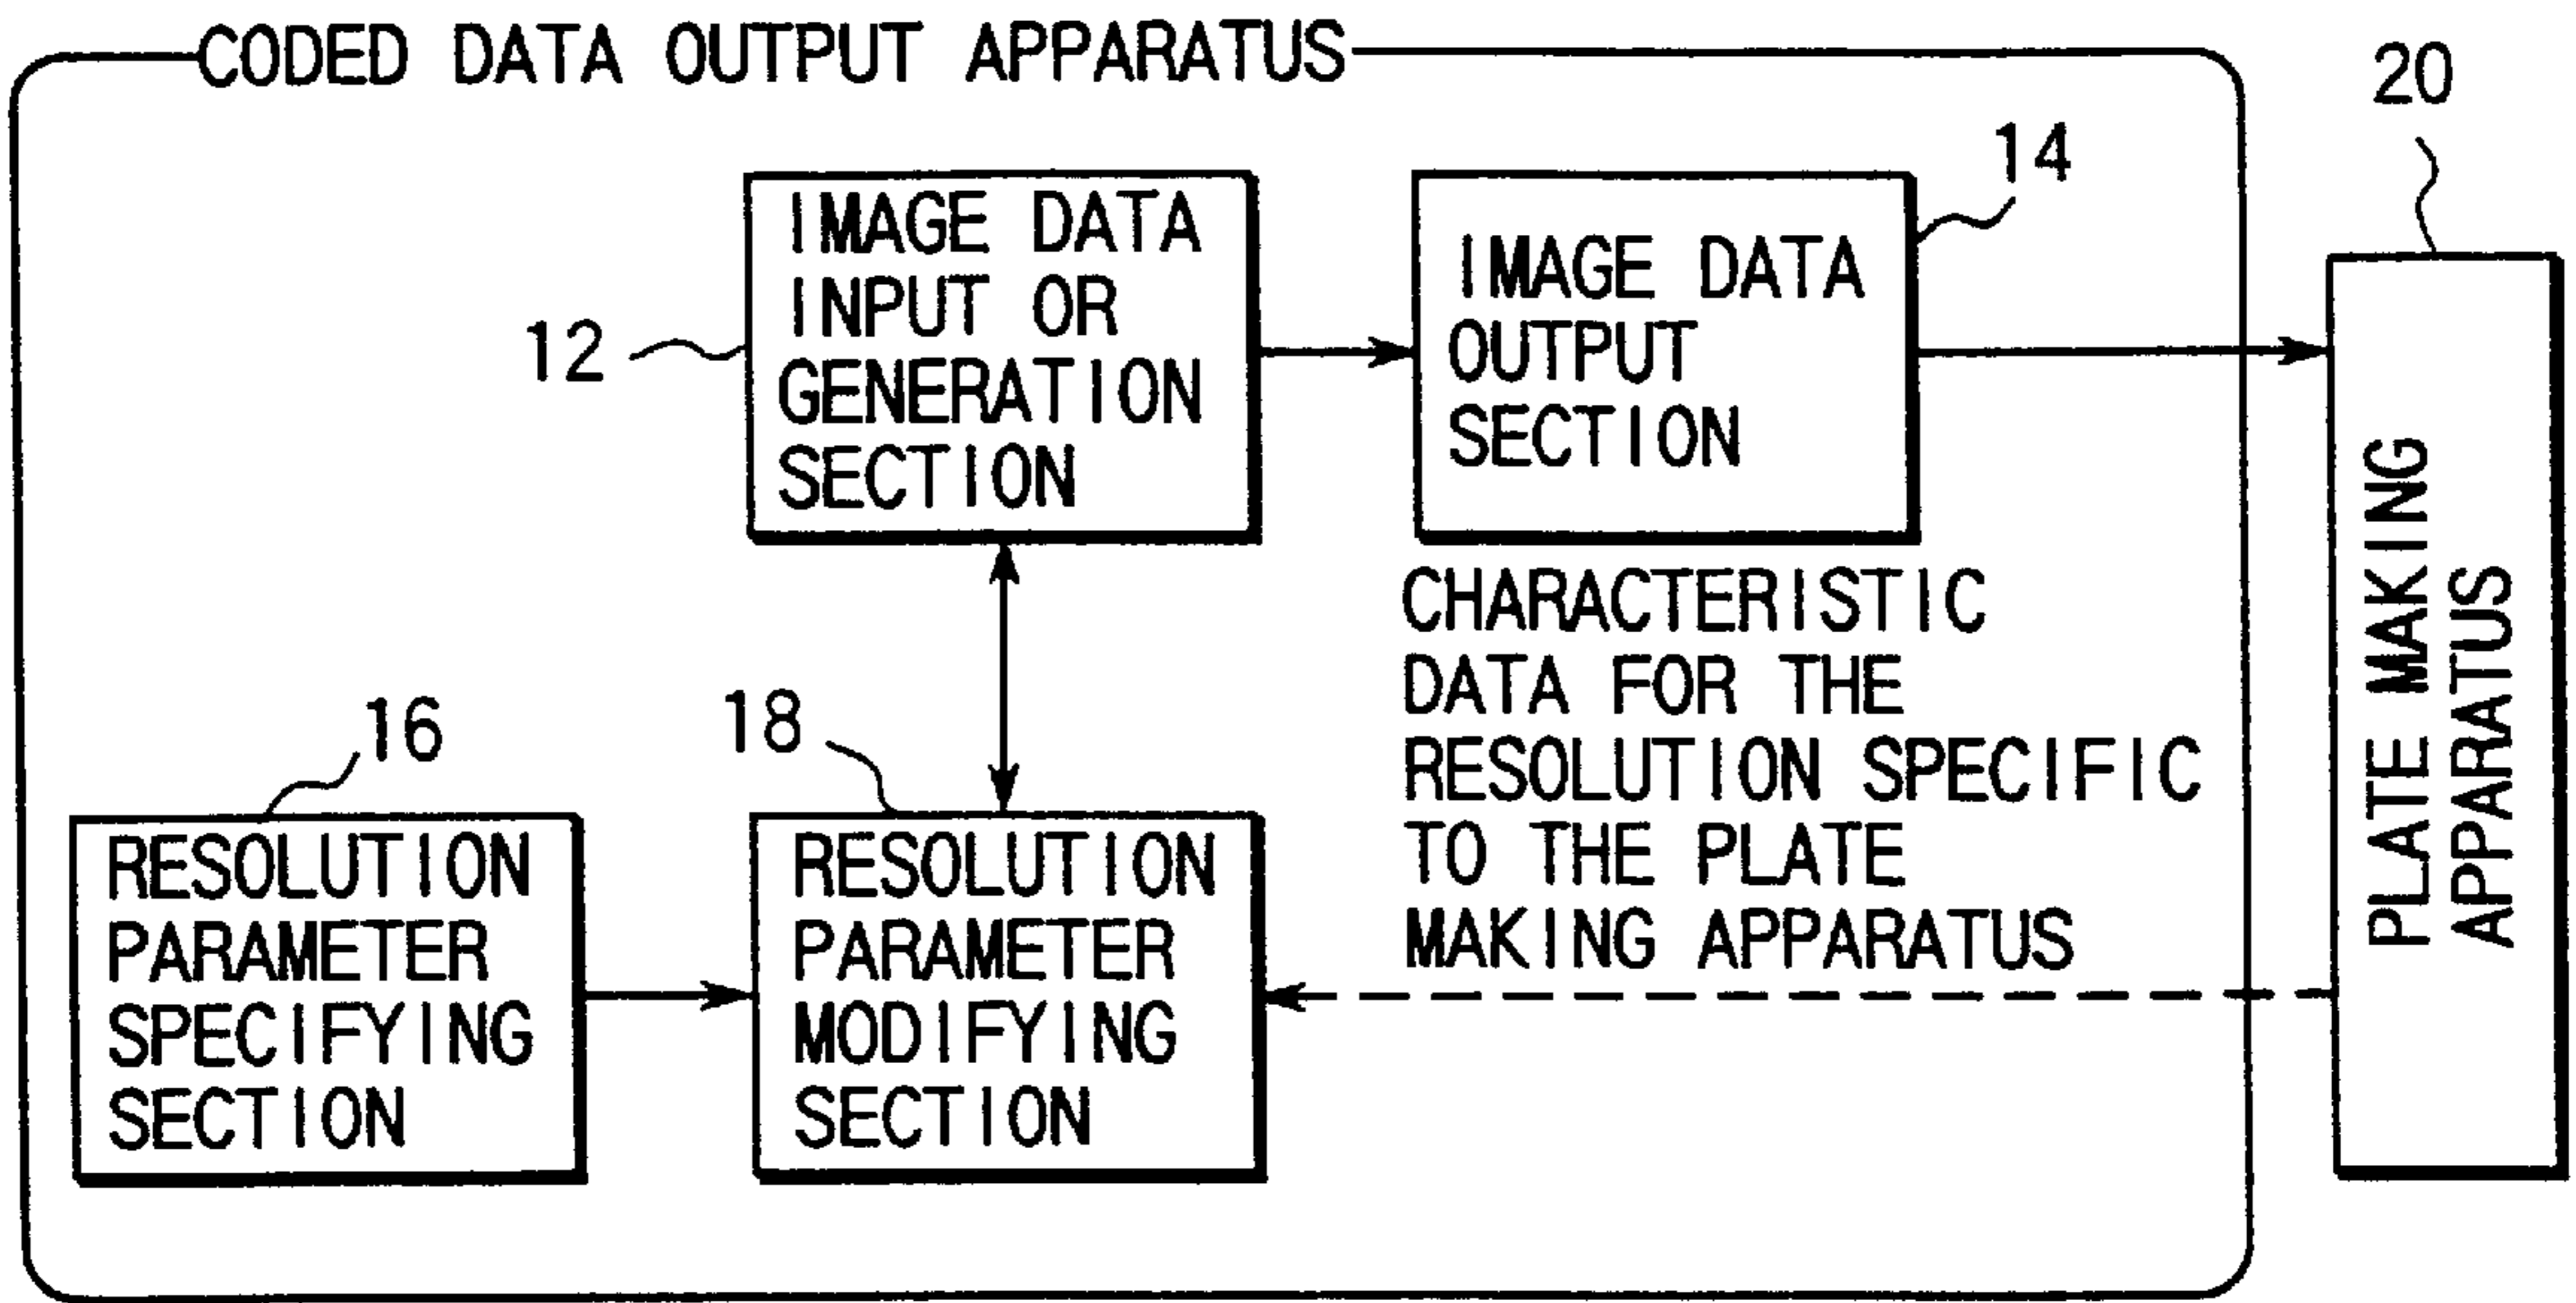 CODED DATA OUTPUT APPARATUS
20
14
IMAGE DATA
INPUT OR
GENERATION
SECTION
12
IMAGE DATA
OUTPUT
SECTION
CHARACTERISTIC
DATA FOR THE
RESOLUTION SPECIFIC
TO THE PLATE
MAKING APPARATUS
PLATE MAKING
APPARATUS
16
18
RESOLUTION
PARAMETER
SPECIFYING
SECTION
RESOLUTION
PARAMETER
MODIFYING
SECTION